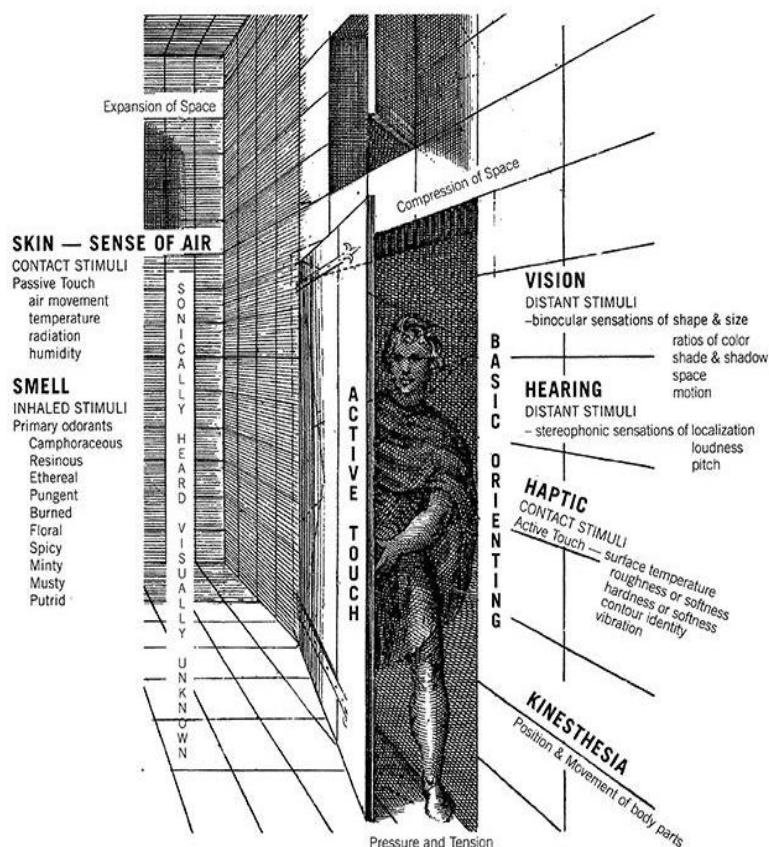 Expansion of Space
Compression of Space
SKIN — SENSE OF AIR
CONTACT STIMULI
Passive Touch
air movement
temperature
radiation
humidity
SMELL
INHALED STIMULI
Primary odorants
Camphoraceous
Resinous
Ethereal
Pungent
Burned
Floral
Spicy
Minty
Musty
Putrid
SONICALLY HEARD VISUALLY UNKNOWN
ACTIVE TOUCH
BASIC ORIENTING
VISION
DISTANT STIMULI
–binocular sensations of shape & size
ratios of color
shade & shadow
space
motion
HEARING
DISTANT STIMULI
– stereophonic sensations of localization
loudness
pitch
HAPTIC
CONTACT STIMULI
Active Touch — surface temperature
roughness or softness
hardness or softness
contour identity
vibration
KINESTHESIA
Position & Movement of body parts
Pressure and Tension